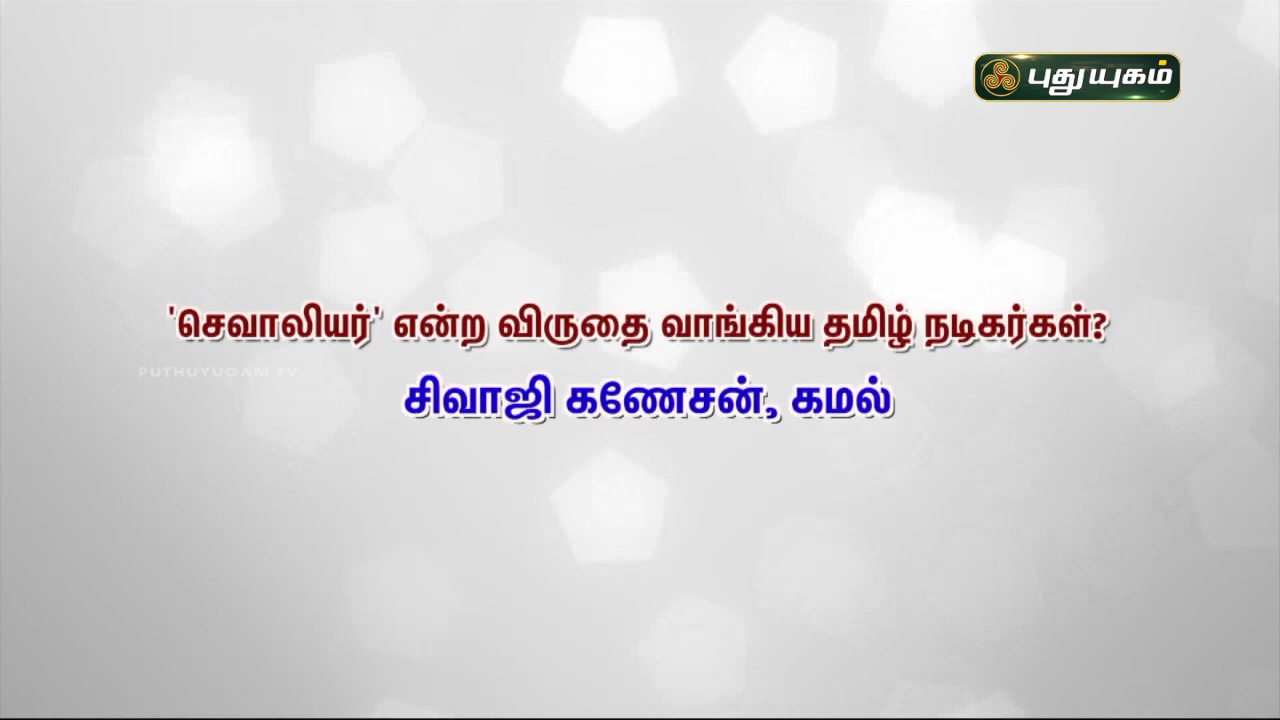 புதுயுகம்
'செவாலியர்' என்ற விருதை வாங்கிய தமிழ் நடிகர்கள்?
PUTHUYUGAM TV
சிவாஜி கணேசன், கமல்